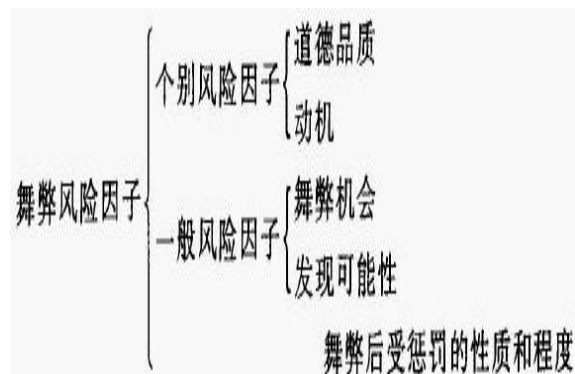 舞弊风险因子
个别风险因子
道德品质
动机
一般风险因子
舞弊机会
发现可能性
舞弊后受惩罚的性质和程度